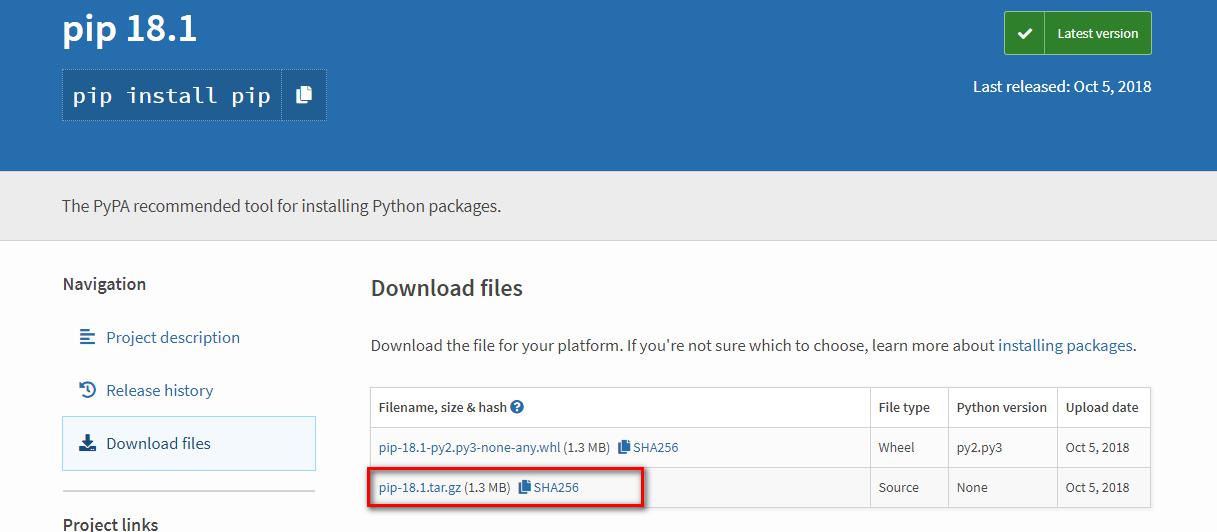 pip 18.1
Latest version
pip install pip
Last released: Oct 5, 2018
The PyPA recommended tool for installing Python packages.
Navigation
Project description
Release history
Download files
Project links
Download files
Download the file for your platform. If you're not sure which to choose, learn more about installing packages.
Filename, size & hash ? File type Python version Upload date
pip-18.1-py2.py3-none-any.whl (1.3 MB) SHA256 Wheel py2.py3 Oct 5, 2018
pip-18.1.tar.gz (1.3 MB) SHA256 Source None Oct 5, 2018